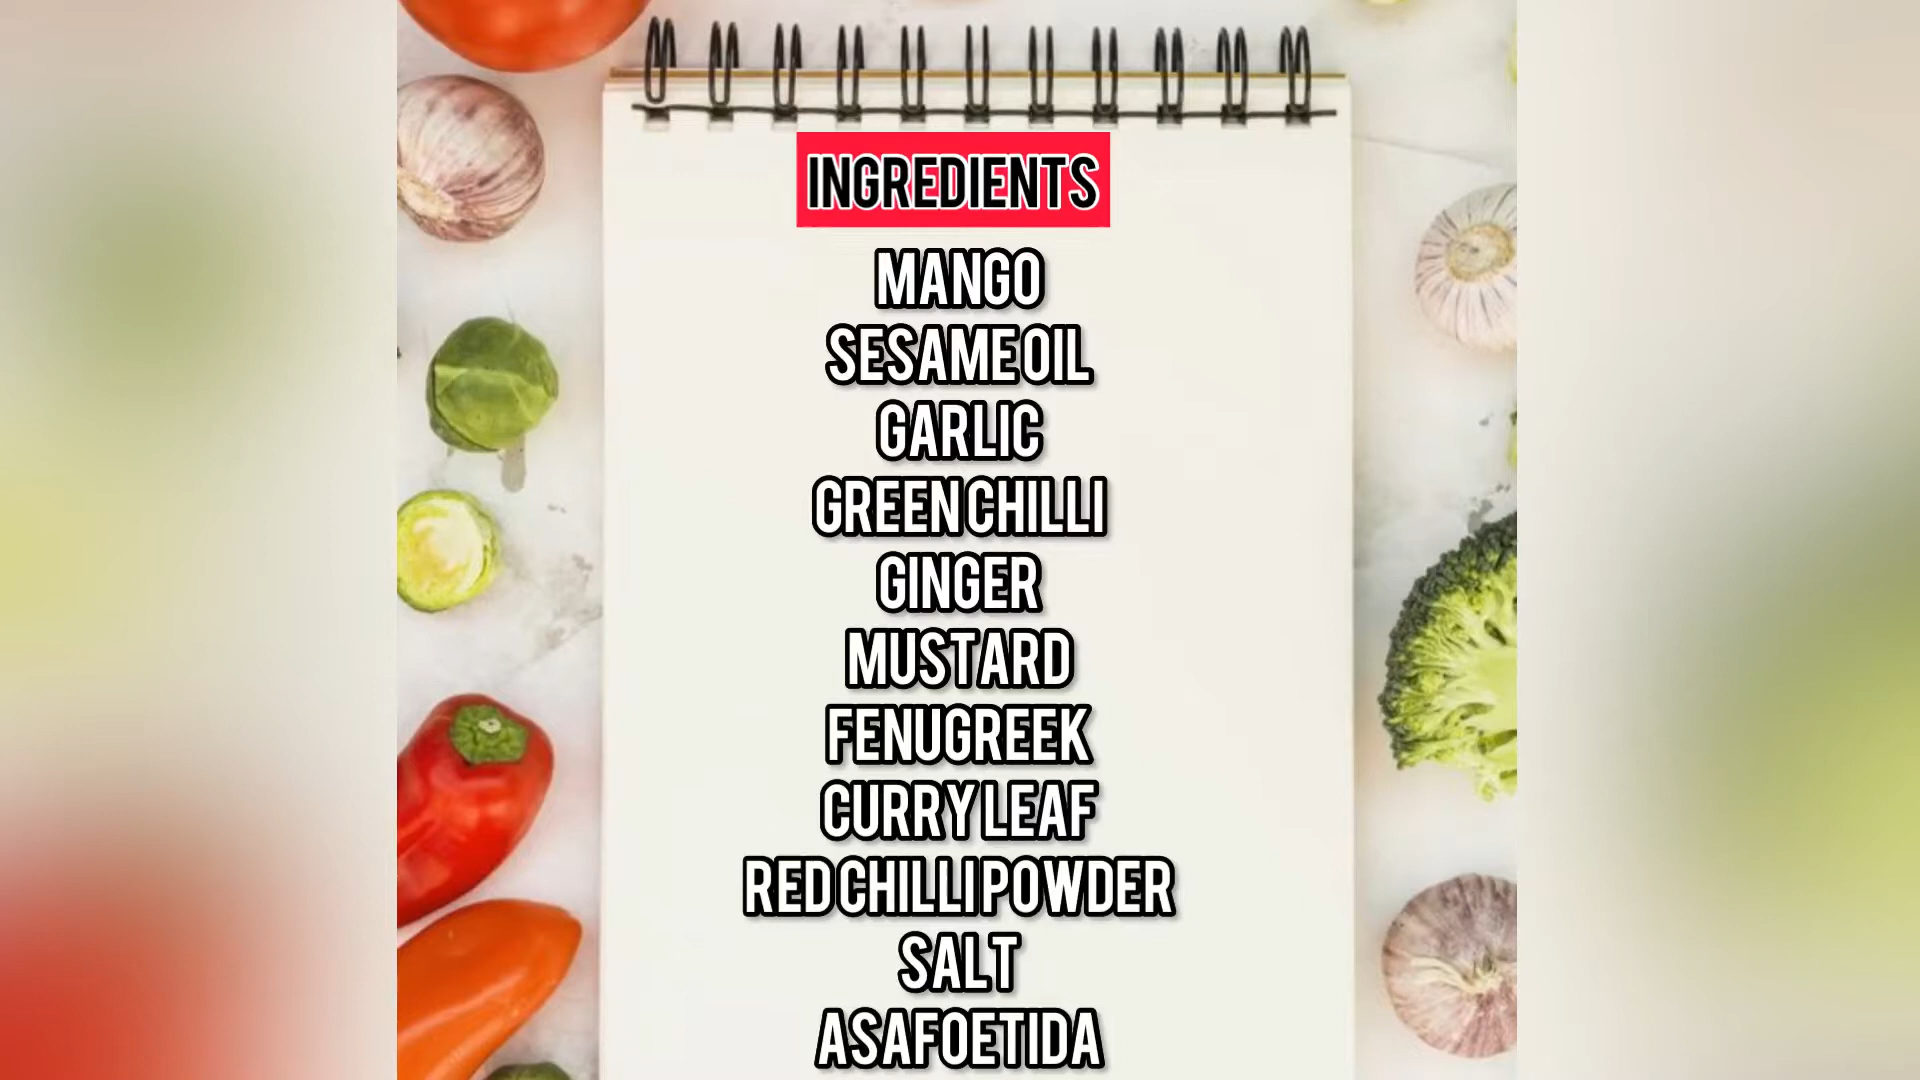 INGREDIENTS
MANGO
SESAME OIL
GARLIC
GREEN CHILLI
GINGER
MUSTARD
FENUGREEK
CURRY LEAF
RED CHILLI POWDER
SALT
ASAFOETIDA